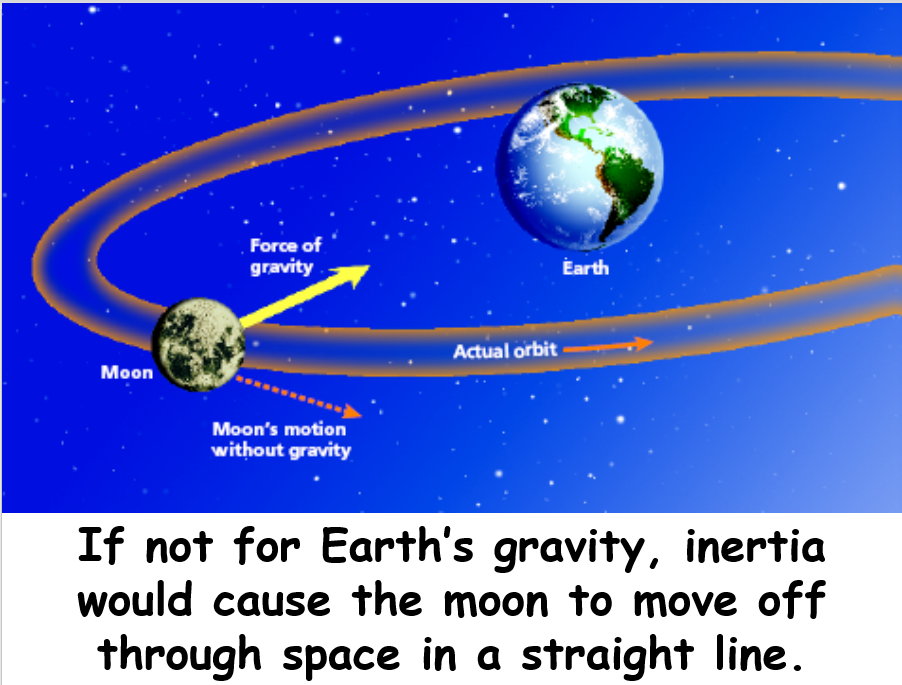 Force of
gravity
Earth
Actual orbit
Moon
Moon's motion
without gravity
If not for Earth's gravity, inertia
would cause the moon to move off
through space in a straight line.